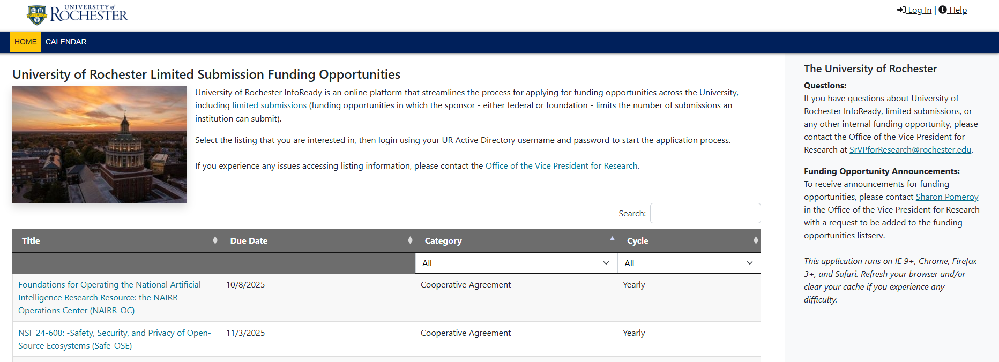 UNIVERSITY of
ROCHESTER
Log In | Help
HOME CALENDAR
University of Rochester Limited Submission Funding Opportunities
University of Rochester InfoReady is an online platform that streamlines the process for applying for funding opportunities across the University,
including limited submissions (funding opportunities in which the sponsor - either federal or foundation - limits the number of submissions an
institution can submit).
Select the listing that you are interested in, then login using your UR Active Directory username and password to start the application process.
If you experience any issues accessing listing information, please contact the Office of the Vice President for Research.
Search:
Title Due Date Category Cycle
All All
Foundations for Operating the National Artificial
Intelligence Research Resource: the NAIRR
Operations Center (NAIRR-OC)
10/8/2025
Cooperative Agreement
Yearly
NSF 24-608: -Safety, Security, and Privacy of Open-
Source Ecosystems (Safe-OSE)
11/3/2025
Cooperative Agreement
Yearly
The University of Rochester
Questions:
If you have questions about University of
Rochester InfoReady, limited submissions, or
any other internal funding opportunity, please
contact the Office of the Vice President for
Research at SrVPforResearch@rochester.edu.
Funding Opportunity Announcements:
To receive announcements for funding
opportunities, please contact Sharon Pomeroy
in the Office of the Vice President for Research
with a request to be added to the funding
opportunities listserv.
This application runs on IE 9+, Chrome, Firefox
3+, and Safari. Refresh your browser and/or
clear your cache if you experience any
difficulty.